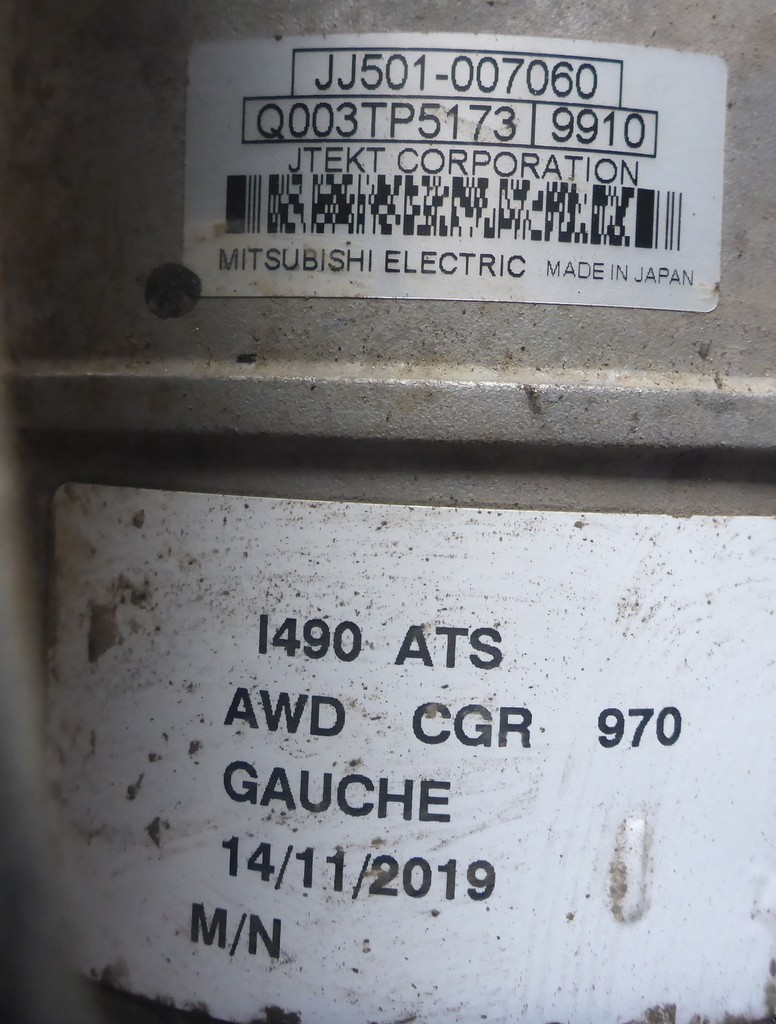 JJ501-007060
Q003TP5173 9910
JTEKT CORPORATION
MITSUBISHI ELECTRIC MADE IN JAPAN
I490 ATS
AWD CGR 970
GAUCHE
14/11/2019
M/N